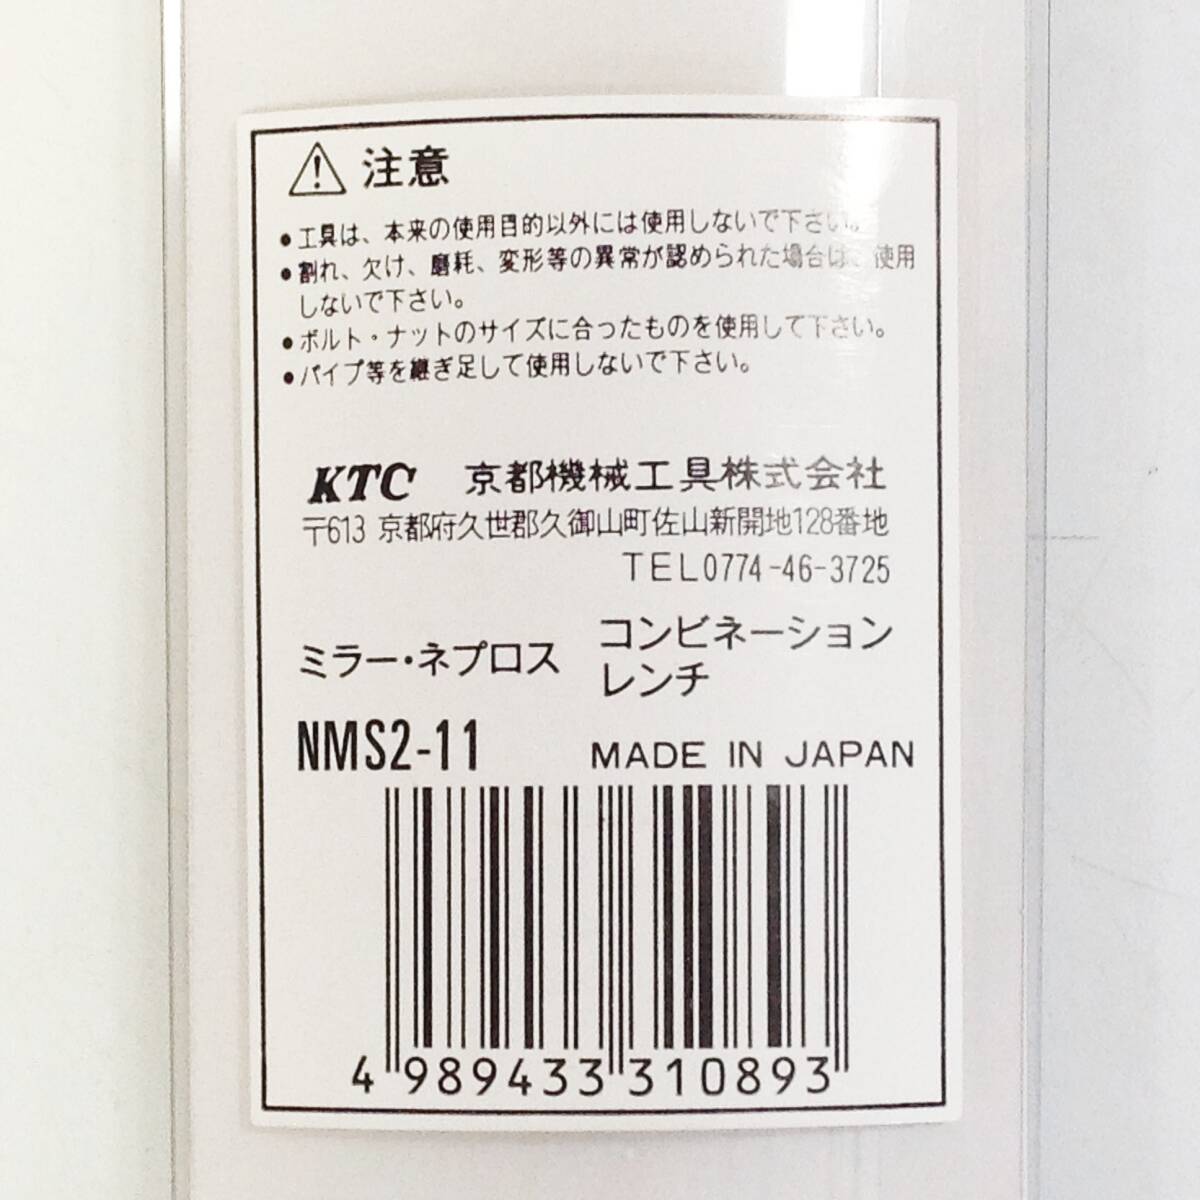 注意
●工具は、本来の使用目的以外には使用しないで下さい。
●割れ、欠け、磨耗、変形等の異常が認められた場合は、使用
しないで下さい。
●ボルト・ナットのサイズに合ったものを使用して下さい。
●パイプ等を継ぎ足して使用しないで下さい。
KTC 京都機械工具株式会社
〒613 京都府久世郡久御山町佐山新開地128番地
TEL0774-46-3725
ミラー・ネプロス コンビネーション
レンチ
NMS2-11 MADE IN JAPAN
4 989433 310893